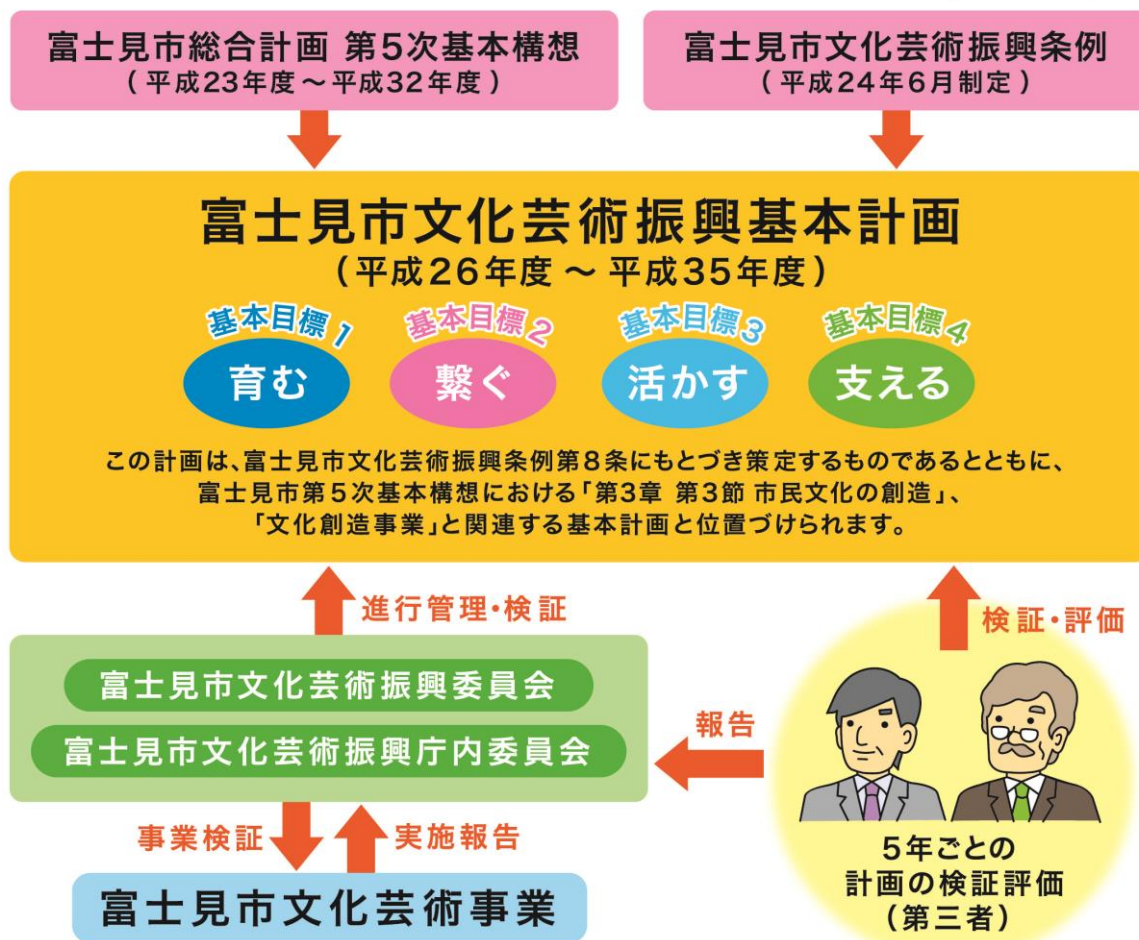 富士見市総合計画 第5次基本構想
（平成23年度～平成32年度）
富士見市文化芸術振興条例
（平成24年6月制定）
富士見市文化芸術振興基本計画
（平成26年度 ～ 平成35年度）
基本目標1
育む
基本目標2
繋ぐ
基本目標3
活かす
基本目標4
支える
この計画は、富士見市文化芸術振興条例第8条にもとづき策定するものであるとともに、
富士見市第5次基本構想における「第3章 第3節 市民文化の創造」、
「文化創造事業」と関連する基本計画と位置づけられます。
進行管理・検証
検証・評価
富士見市文化芸術振興委員会
富士見市文化芸術振興庁内委員会
報告
事業検証
実施報告
富士見市文化芸術事業
5年ごとの
計画の検証評価
（第三者）